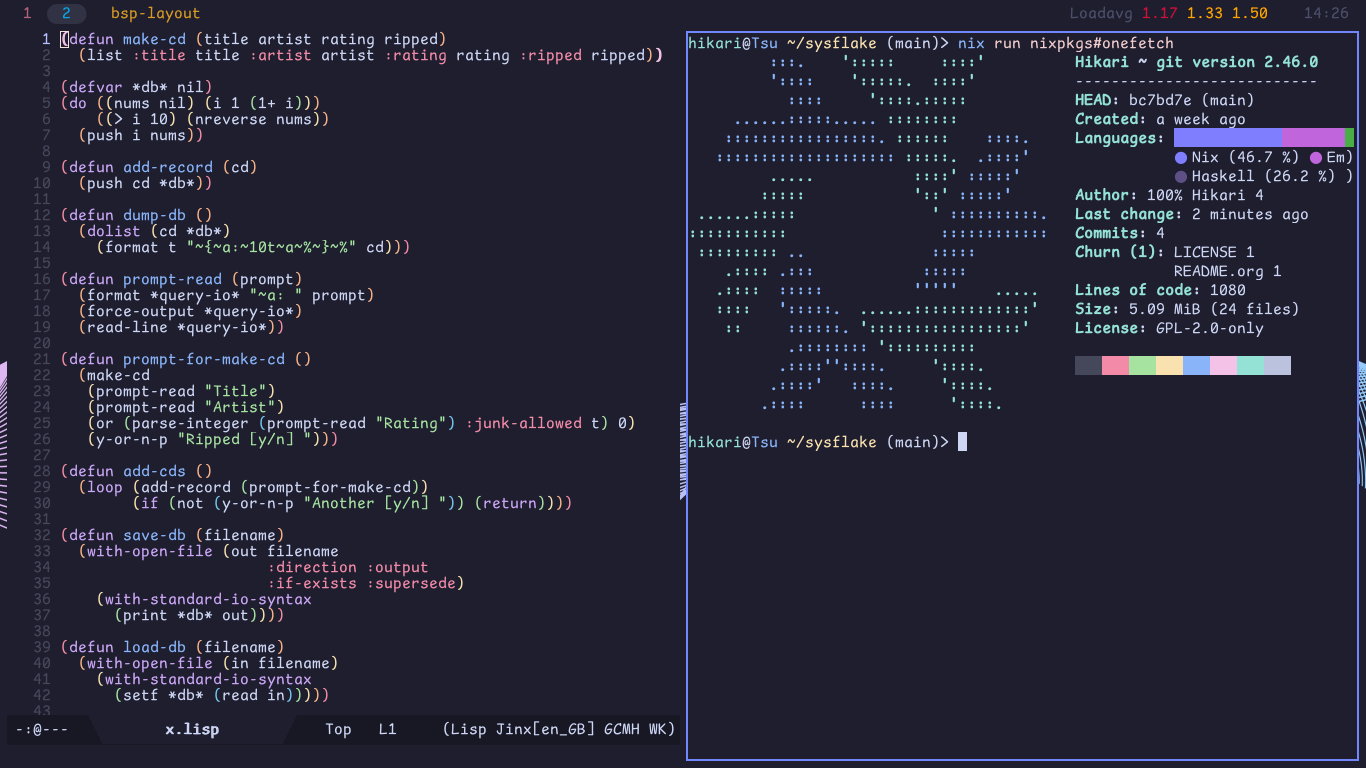 1 2 bsp-layout Loadavg 1.17 1.33 1.50 14:26
1 (defun make-cd (title artist rating ripped)
2 (list :title title :artist artist :rating rating :ripped ripped))
3
4 (defvar *db* nil)
5 (do ((nums nil) (i 1 (1+ i)))
6 ((> i 10) (nreverse nums))
7 (push i nums))
8
9 (defun add-record (cd)
10 (push cd *db*))
11
12 (defun dump-db ()
13 (dolist (cd *db*)
14 (format t "~{~a:~10t~a~%~}~%" cd)))
15
16 (defun prompt-read (prompt)
17 (format *query-io* "~a: " prompt)
18 (force-output *query-io*)
19 (read-line *query-io*))
20
21 (defun prompt-for-make-cd ()
22 (make-cd
23 (prompt-read "Title")
24 (prompt-read "Artist")
25 (or (parse-integer (prompt-read "Rating") :junk-allowed t) 0)
26 (y-or-n-p "Ripped [y/n] ")))
27
28 (defun add-cds ()
29 (loop (add-record (prompt-for-make-cd))
30 (if (not (y-or-n-p "Another [y/n] ")) (return))))
31
32 (defun save-db (filename)
33 (with-open-file (out filename
34 :direction :output
35 :if-exists :supersede)
36 (with-standard-io-syntax
37 (print *db* out))))
38
39 (defun load-db (filename)
40 (with-open-file (in filename)
41 (with-standard-io-syntax
42 (setf *db* (read in)))))
43
-:@--- x.lisp Top L1 (Lisp Jinx[en_GB] GCMH WK)
hikari@Tsu ~/sysflake (main)> nix run nixpkgs#onefetch
Hikari ~ git version 2.46.0
---------------------------
HEAD: bc7bd7e (main)
Created: a week ago
Languages:
Nix (46.7 %) Em)
Haskell (26.2 %) )
Author: 100% Hikari 4
Last change: 2 minutes ago
Commits: 4
Churn (1): LICENSE 1
README.org 1
Lines of code: 1080
Size: 5.09 MiB (24 files)
License: GPL-2.0-only
hikari@Tsu ~/sysflake (main)>